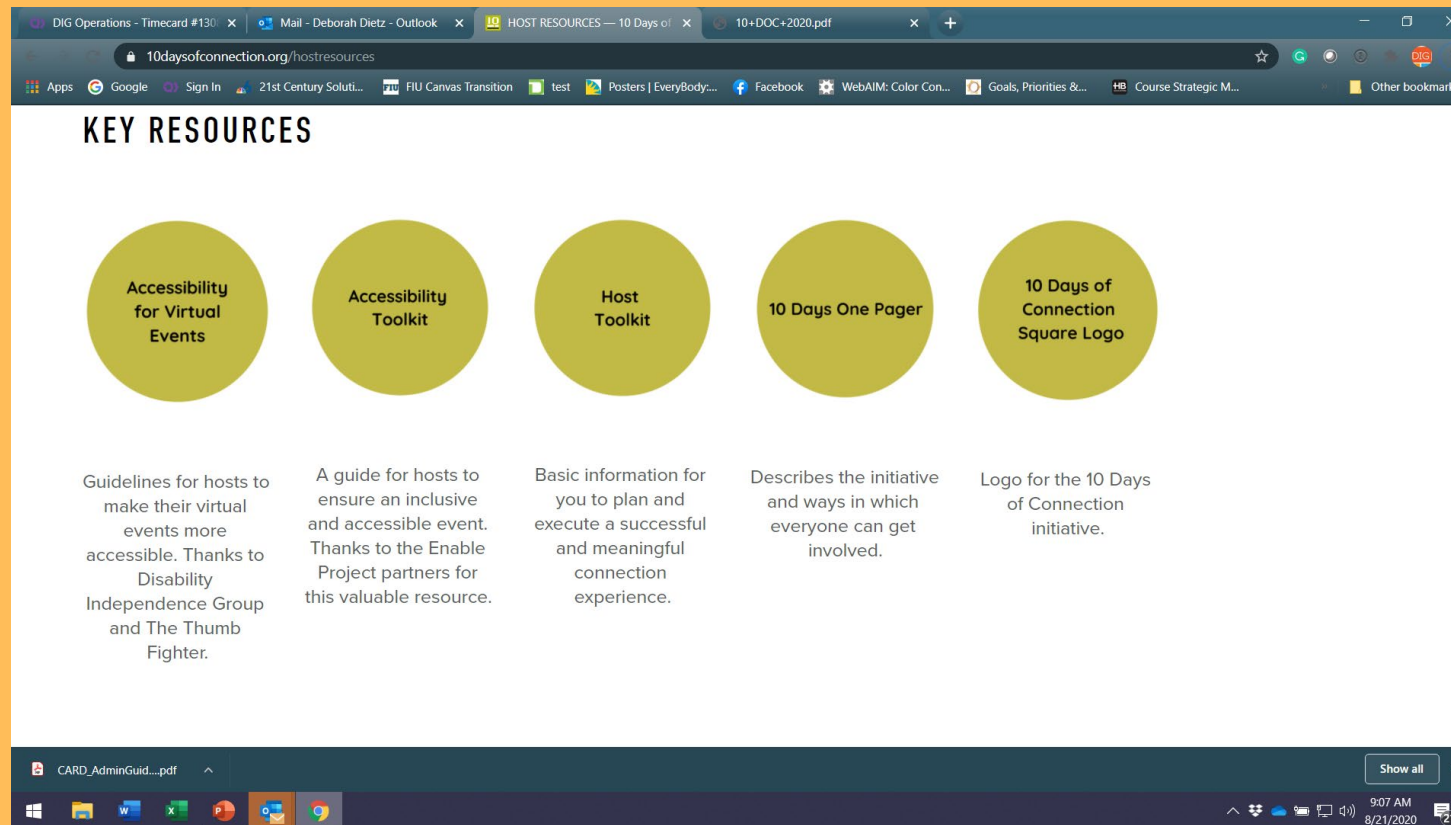 DIG Operations - Timecard #130
Mail - Deborah Dietz - Outlook
10
HOST RESOURCES — 10 Days of
10+DOC+2020.pdf
10daysofconnection.org/hostresources
DIG
Apps
Google
Sign In
21st Century Soluti...
FIU
FIU Canvas Transition
test
Posters | EveryBody:...
Facebook
WebAIM: Color Con...
Goals, Priorities &...
HB
Course Strategic M...
Other bookmark
KEY RESOURCES
Accessibility
for Virtual
Events
Accessibility
Toolkit
Host
Toolkit
10 Days One Pager
10 Days of
Connection
Square Logo
Guidelines for hosts to
make their virtual
events more
accessible. Thanks to
Disability
Independence Group
and The Thumb
Fighter.
A guide for hosts to
ensure an inclusive
and accessible event.
Thanks to the Enable
Project partners for
this valuable resource.
Basic information for
you to plan and
execute a successful
and meaningful
connection
experience.
Describes the initiative
and ways in which
everyone can get
involved.
Logo for the 10 Days
of Connection
initiative.
CARD_AdminGuid....pdf
Show all
9:07 AM
8/21/2020
2